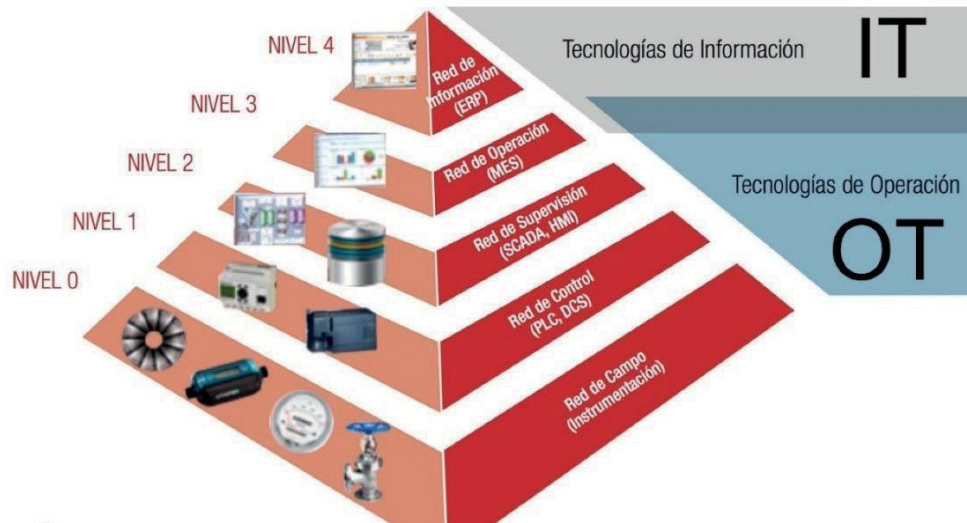 NIVEL 4
Red de
Información
(ERP)
Tecnologías de Información
IT
NIVEL 3
Red de Operación
(MES)
NIVEL 2
Red de Supervisión
(SCADA, HMI)
Tecnologías de Operación
OT
NIVEL 1
Red de Control
(PLC, DCS)
NIVEL 0
Red de Campo
(Instrumentación)